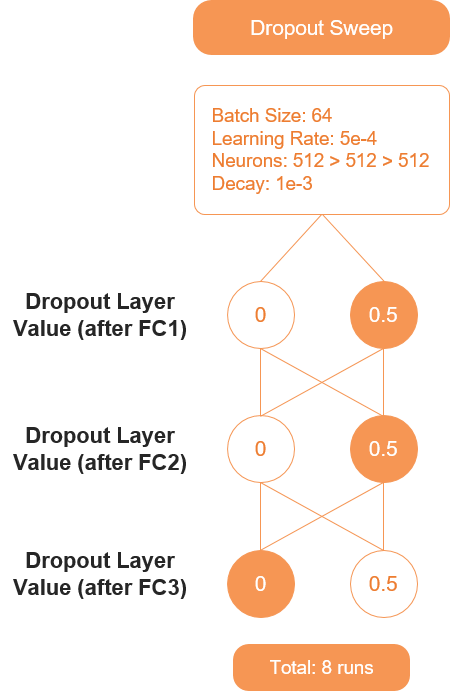 Dropout Sweep
Batch Size: 64
Learning Rate: 5e-4
Neurons: 512 > 512 > 512
Decay: 1e-3
Dropout Layer
Value (after FC1)
0
0.5
Dropout Layer
Value (after FC2)
0
0.5
Dropout Layer
Value (after FC3)
0
0.5
Total: 8 runs